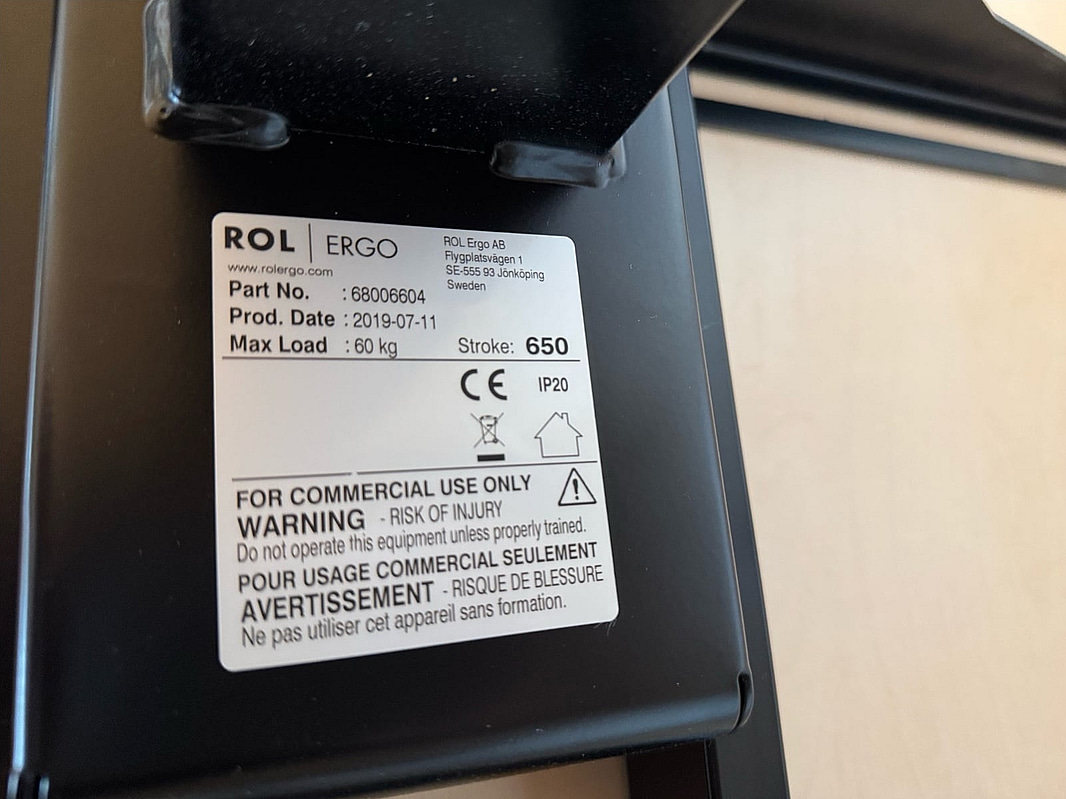 ROL | ERGO
www.rolergo.com
ROL Ergo AB
Flygplatsvägen 1
SE-555 93 Jönköping
Sweden
Part No. : 68006604
Prod. Date : 2019-07-11
Max Load : 60 kg Stroke: 650
CE IP20
FOR COMMERCIAL USE ONLY
WARNING - RISK OF INJURY
Do not operate this equipment unless properly trained.
POUR USAGE COMMERCIAL SEULEMENT
AVERTISSEMENT - RISQUE DE BLESSURE
Ne pas utiliser cet appareil sans formation.